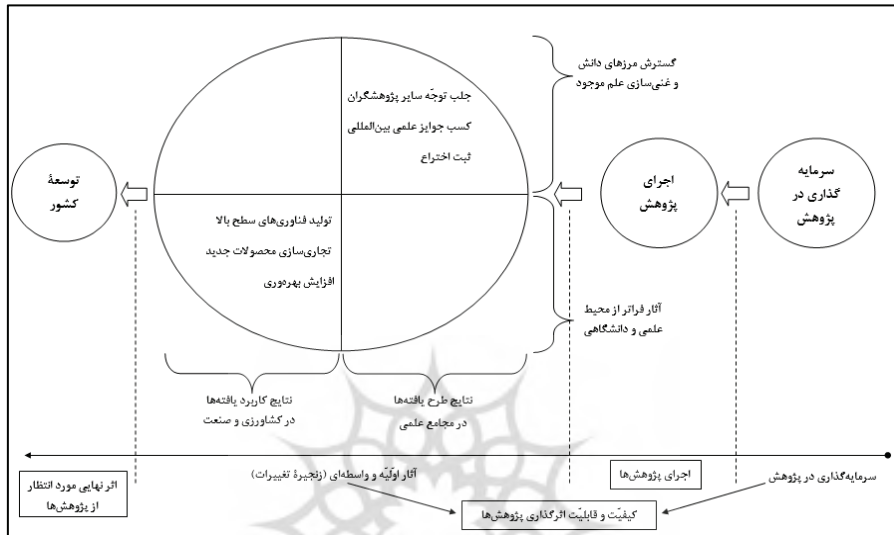 گسترش مرزهای دانش
و غنی‌سازی علم موجود
جلب توجّه سایر پژوهشگران
کسب جوایز علمی بین‌المللی
ثبت اختراع
سرمایه
گذاری در
پژوهش
اجرای
پژوهش
توسعهٔ
کشور
تولید فناوری‌های سطح بالا
تجاری‌سازی محصولات جدید
افزایش بهره‌وری
آثار فراتر از محیط
علمی و دانشگاهی
نتایج طرح یافته‌ها
در مجامع علمی
نتایج کاربرد یافته‌ها
در کشاورزی و صنعت
سرمایه‌گذاری در پژوهش
اجرای پژوهش‌ها
آثار اولیّه و واسطه‌ای (زنجیرهٔ تغییرات)
اثر نهایی مورد انتظار
از پژوهش‌ها
کیفیّت و قابلیّت اثرگذاری پژوهش‌ها